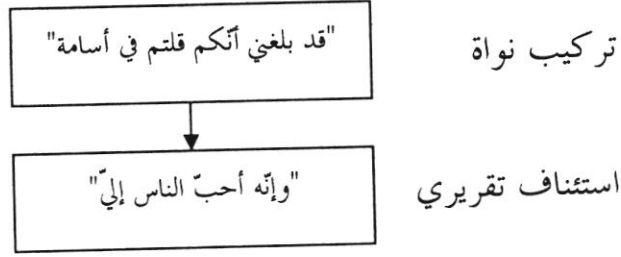 تركيب نواة
"قد بلغني أنّكم قلتم في أسامة"
استئناف تقريري
"وإنّه أحبّ الناس إليّ"